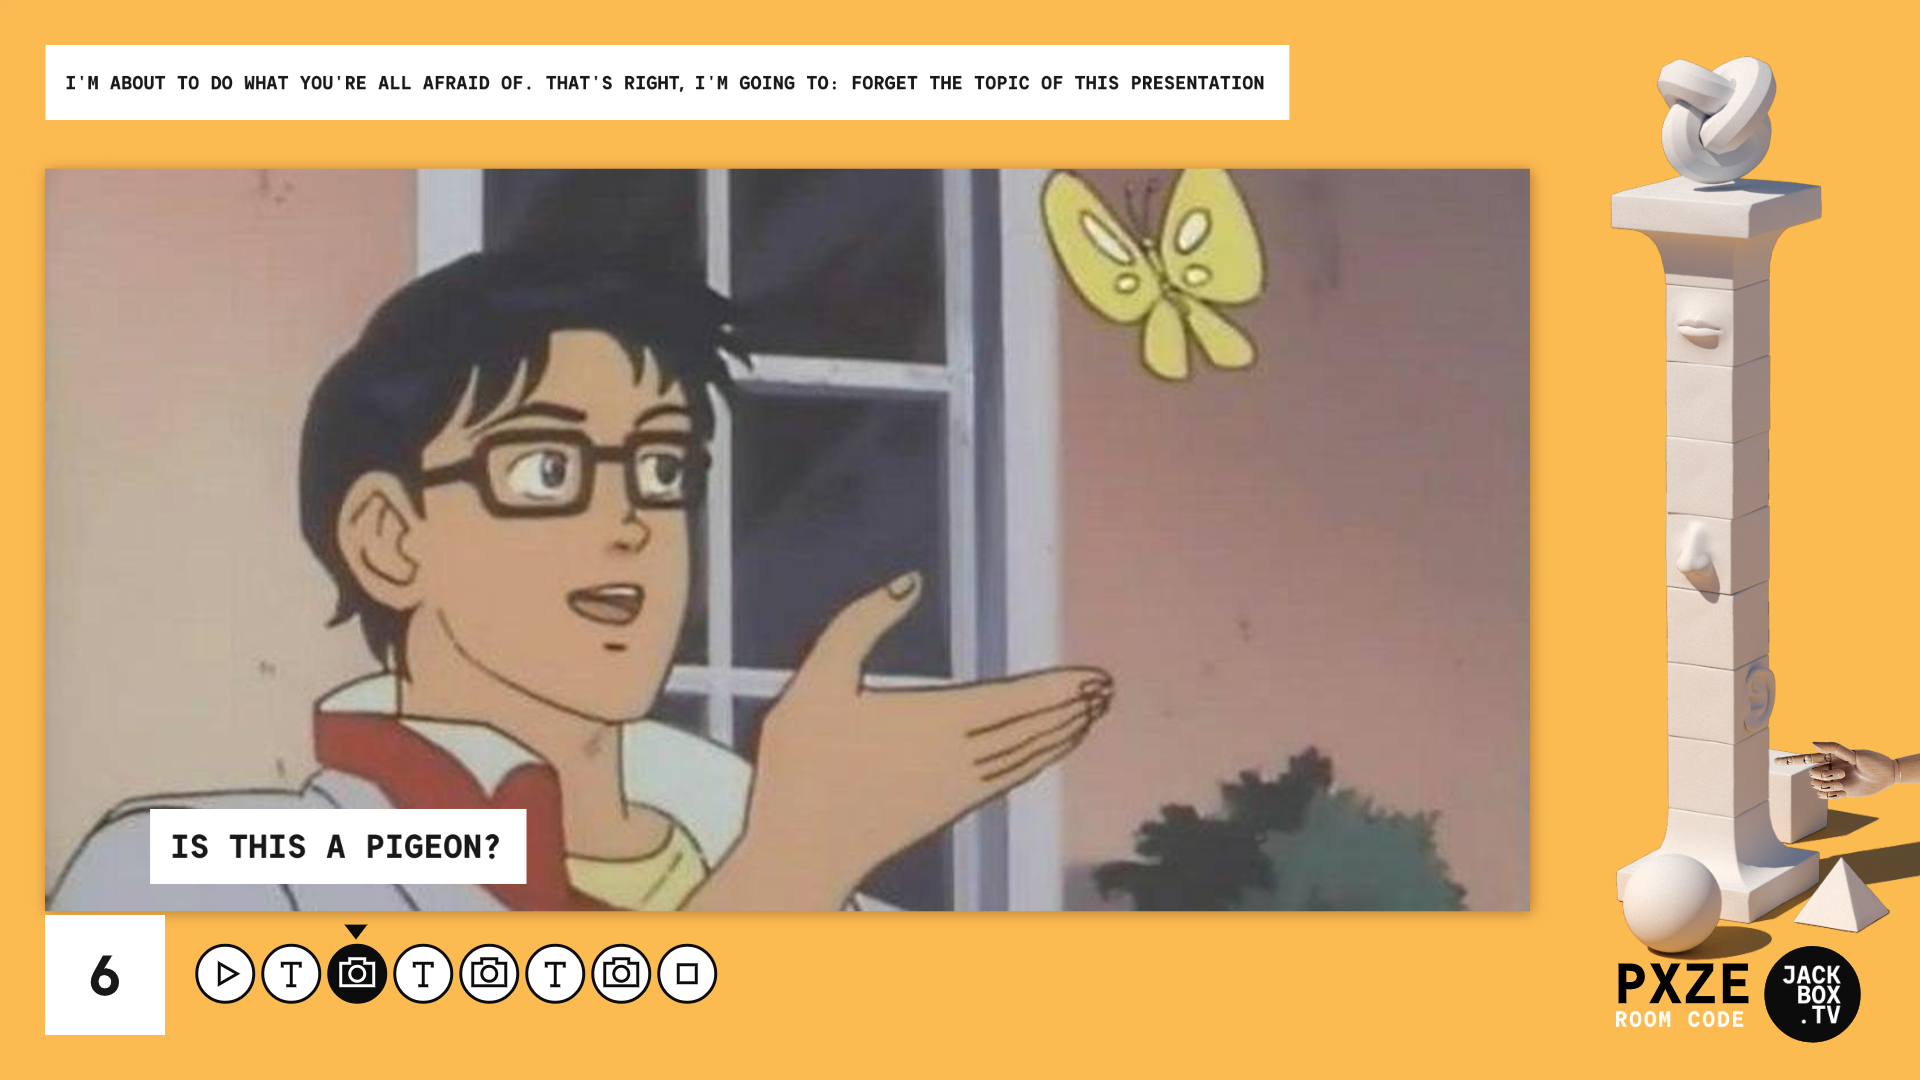 I'M ABOUT TO DO WHAT YOU'RE ALL AFRAID OF. THAT'S RIGHT, I'M GOING TO: FORGET THE TOPIC OF THIS PRESENTATION
IS THIS A PIGEON?
6
T
T
T
PXZE
ROOM CODE
JACK
BOX
.TV